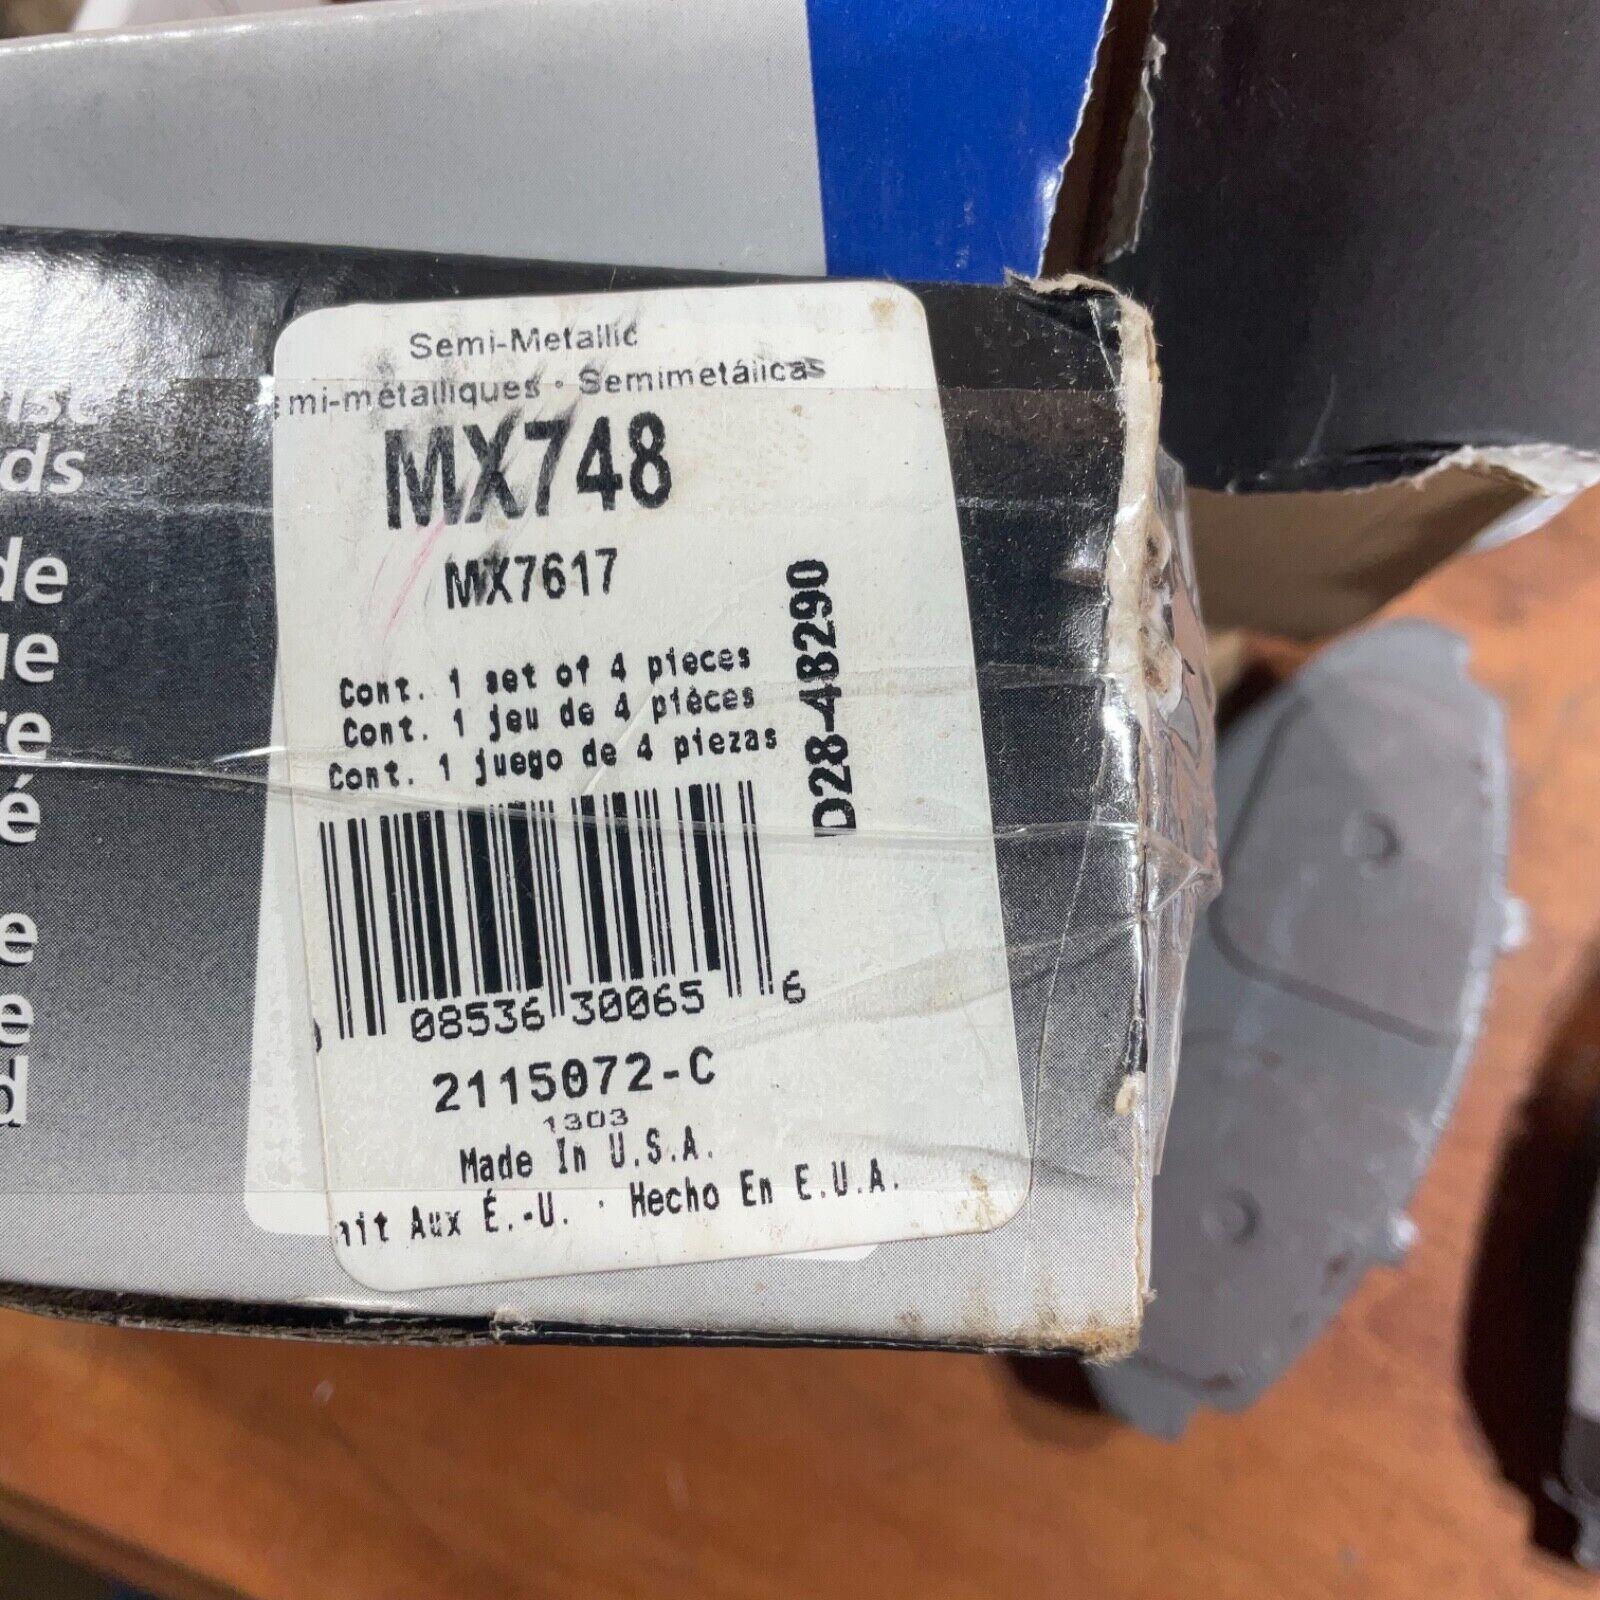 Semi-Metallic
mi-métalliques · Semimetálicas
MX748
MX7617
Cont. 1 set of 4 pieces
Cont. 1 jeu de 4 pièces
Cont. 1 juego de 4 piezas
D28-48290
08536 30065 6
2115072-C
1303
Made In U.S.A.
Aux É.-U. · Hecho En E.U.A.
ds
de
ue
re
é
e
e
d